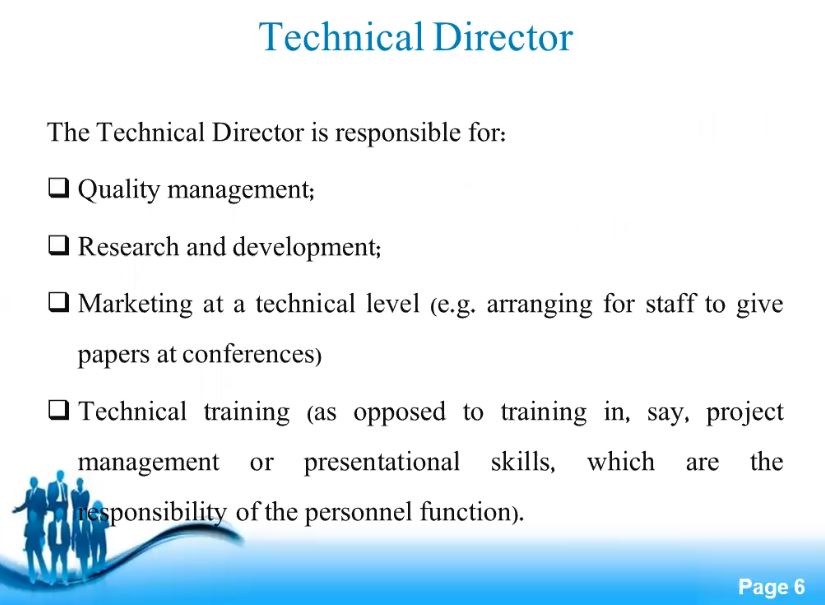 Technical Director
The Technical Director is responsible for:
❑ Quality management;
❑ Research and development;
❑ Marketing at a technical level (e.g. arranging for staff to give
papers at conferences)
❑ Technical training (as opposed to training in, say, project
management or presentational skills, which are the
responsibility of the personnel function).
Page 6